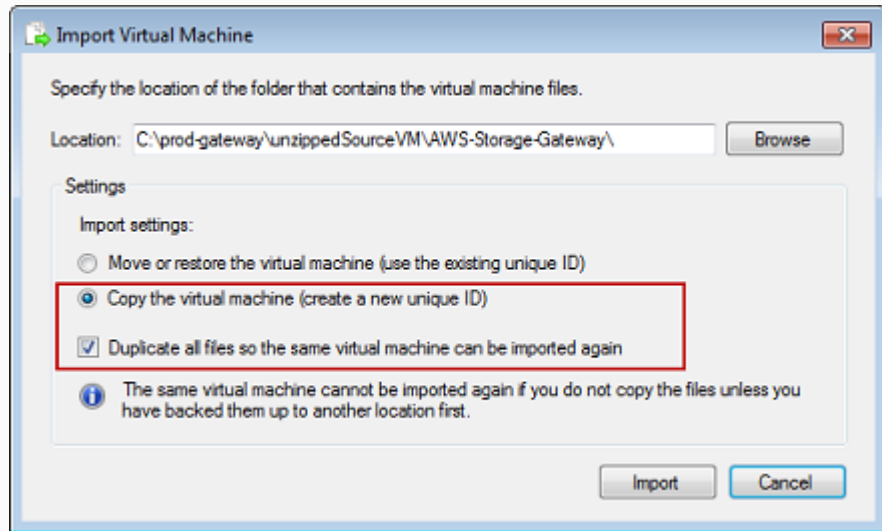 Import Virtual Machine
Specify the location of the folder that contains the virtual machine files.
Location: C:\prod-gateway\unzippedSourceVM\AWS-Storage-Gateway\ Browse
Settings
Import settings:
Move or restore the virtual machine (use the existing unique ID)
Copy the virtual machine (create a new unique ID)
Duplicate all files so the same virtual machine can be imported again
The same virtual machine cannot be imported again if you do not copy the files unless you
have backed them up to another location first.
Import Cancel